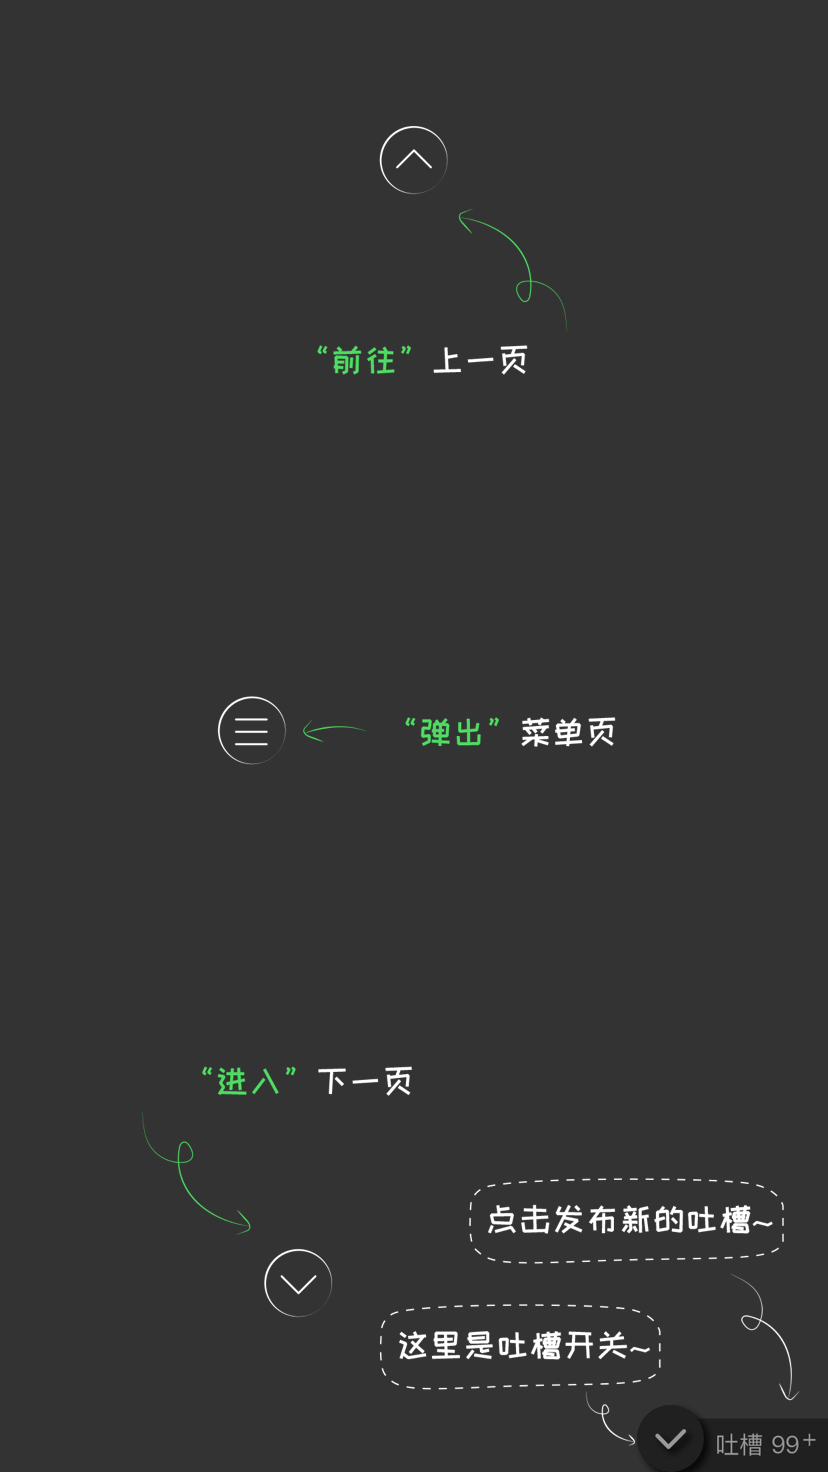 “前往” 上一页
“弹出” 菜单页
“进入” 下一页
点击发布新的吐槽~
这里是吐槽开关~
吐槽 99+